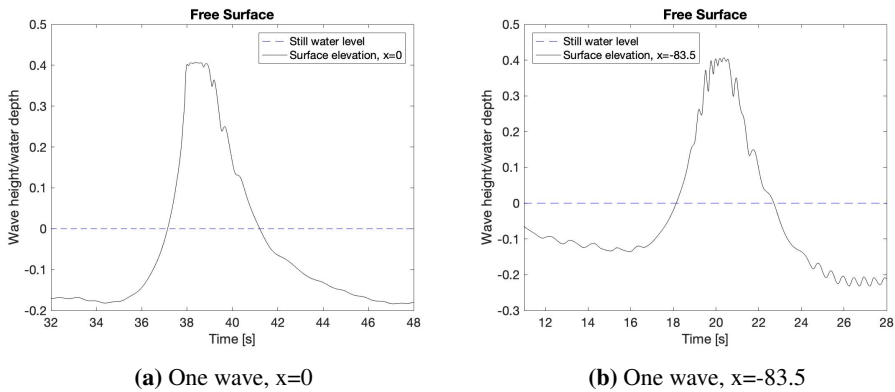 Free Surface
Still water level
Surface elevation, x=0
Wave height/water depth
0.5
0.4
0.3
0.2
0.1
0
-0.1
-0.2
32 34 36 38 40 42 44 46 48
Time [s]
(a) One wave, x=0
Free Surface
Still water level
Surface elevation, x=-83.5
Wave height/water depth
0.5
0.4
0.3
0.2
0.1
0
-0.1
-0.2
-0.3
12 14 16 18 20 22 24 26 28
Time [s]
(b) One wave, x=-83.5